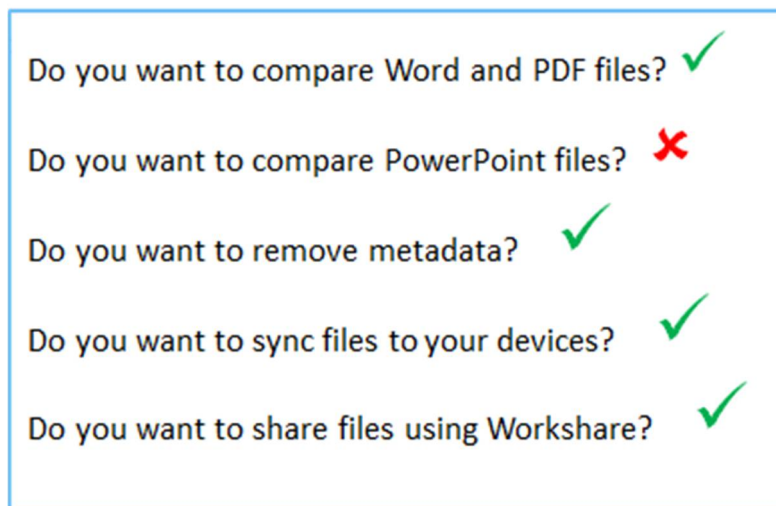 Do you want to compare Word and PDF files?
Do you want to compare PowerPoint files?
Do you want to remove metadata?
Do you want to sync files to your devices?
Do you want to share files using Workshare?